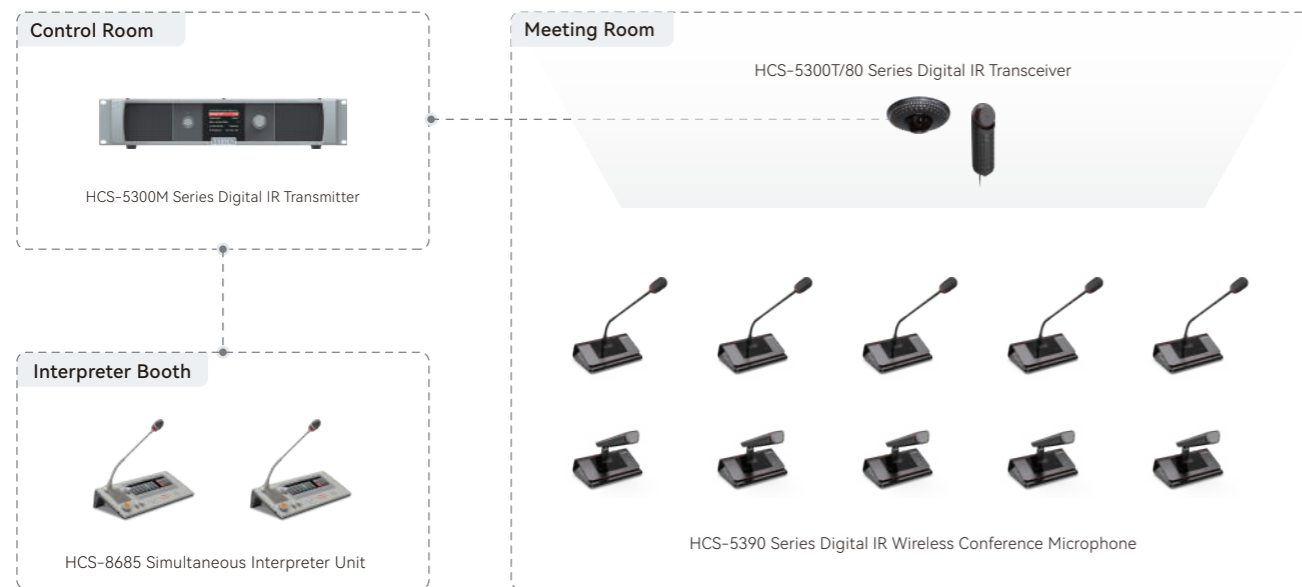 Control Room
HCS-5300M Series Digital IR Transmitter
Meeting Room
HCS-5300T/80 Series Digital IR Transceiver
Interpreter Booth
HCS-8685 Simultaneous Interpreter Unit
HCS-5390 Series Digital IR Wireless Conference Microphone